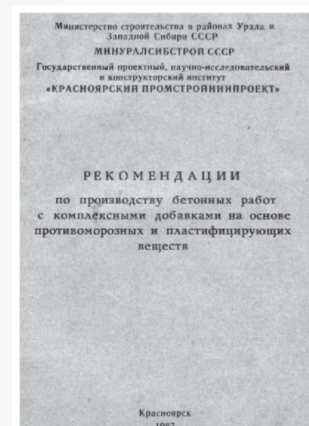 Министерство строительства в районах Урала и
Западной Сибири СССР
МИНУРАЛСИБСТРОЙ СССР
Государственный проектный, научно-исследовательский
и конструкторский институт
«КРАСНОЯРСКИЙ ПРОМСТРОЙНИИПРОЕКТ»
РЕКОМЕНДАЦИИ
по производству бетонных работ
с комплексными добавками на основе
противоморозных и пластифицирующих
веществ
Красноярск